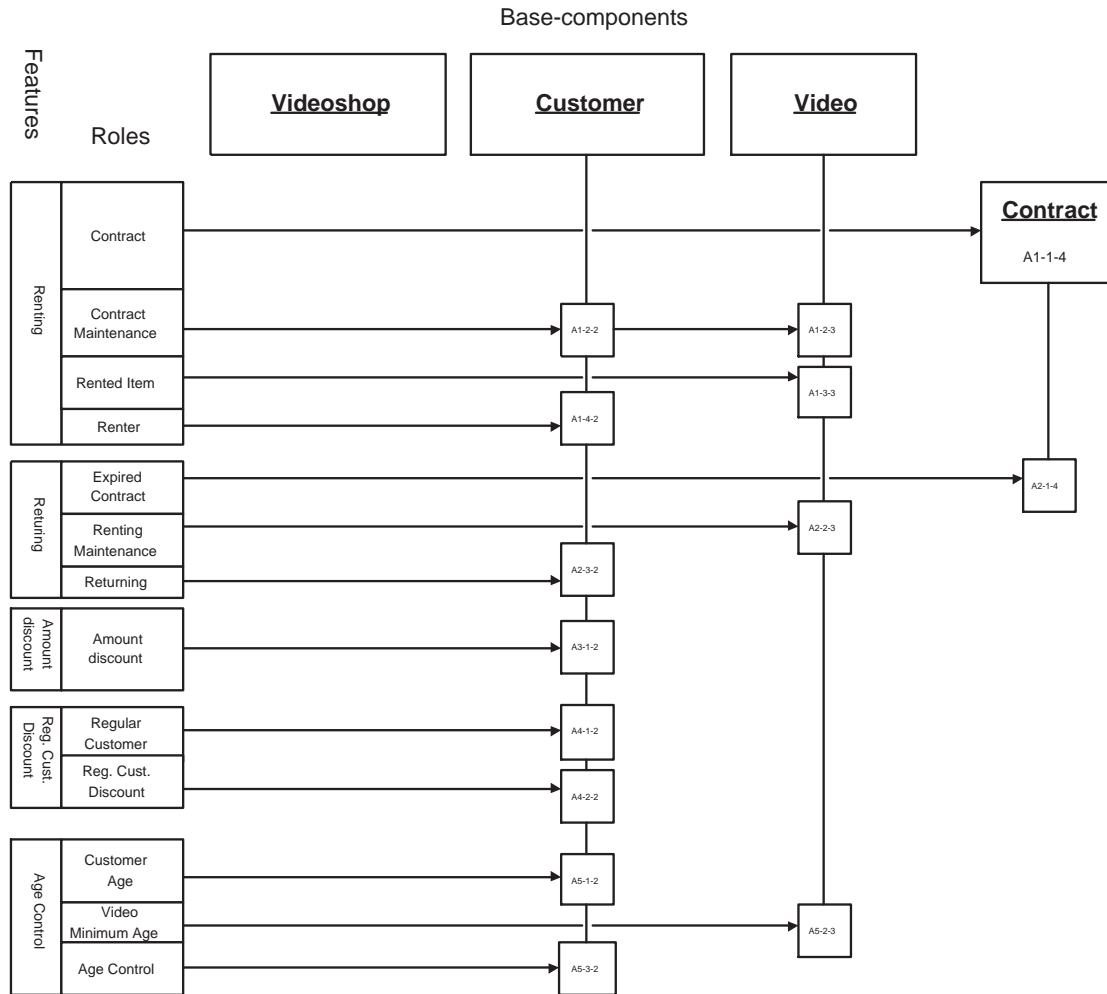 Base-components
Features
Roles
Videoshop
Customer
Video
Contract
A1-1-4
Renting
Contract
Contract
Maintenance
A1-2-2
A1-2-3
Rented Item
A1-3-3
Renter
A1-4-2
Returing
Expired
Contract
A2-1-4
Renting
Maintenance
A2-2-3
Returning
A2-3-2
Amount
discount
Amount
discount
A3-1-2
Reg. Cust.
Discount
Regular
Customer
A4-1-2
Reg. Cust.
Discount
A4-2-2
Age Control
Customer
Age
A5-1-2
Video
Minimum Age
A5-2-3
Age Control
A5-3-2